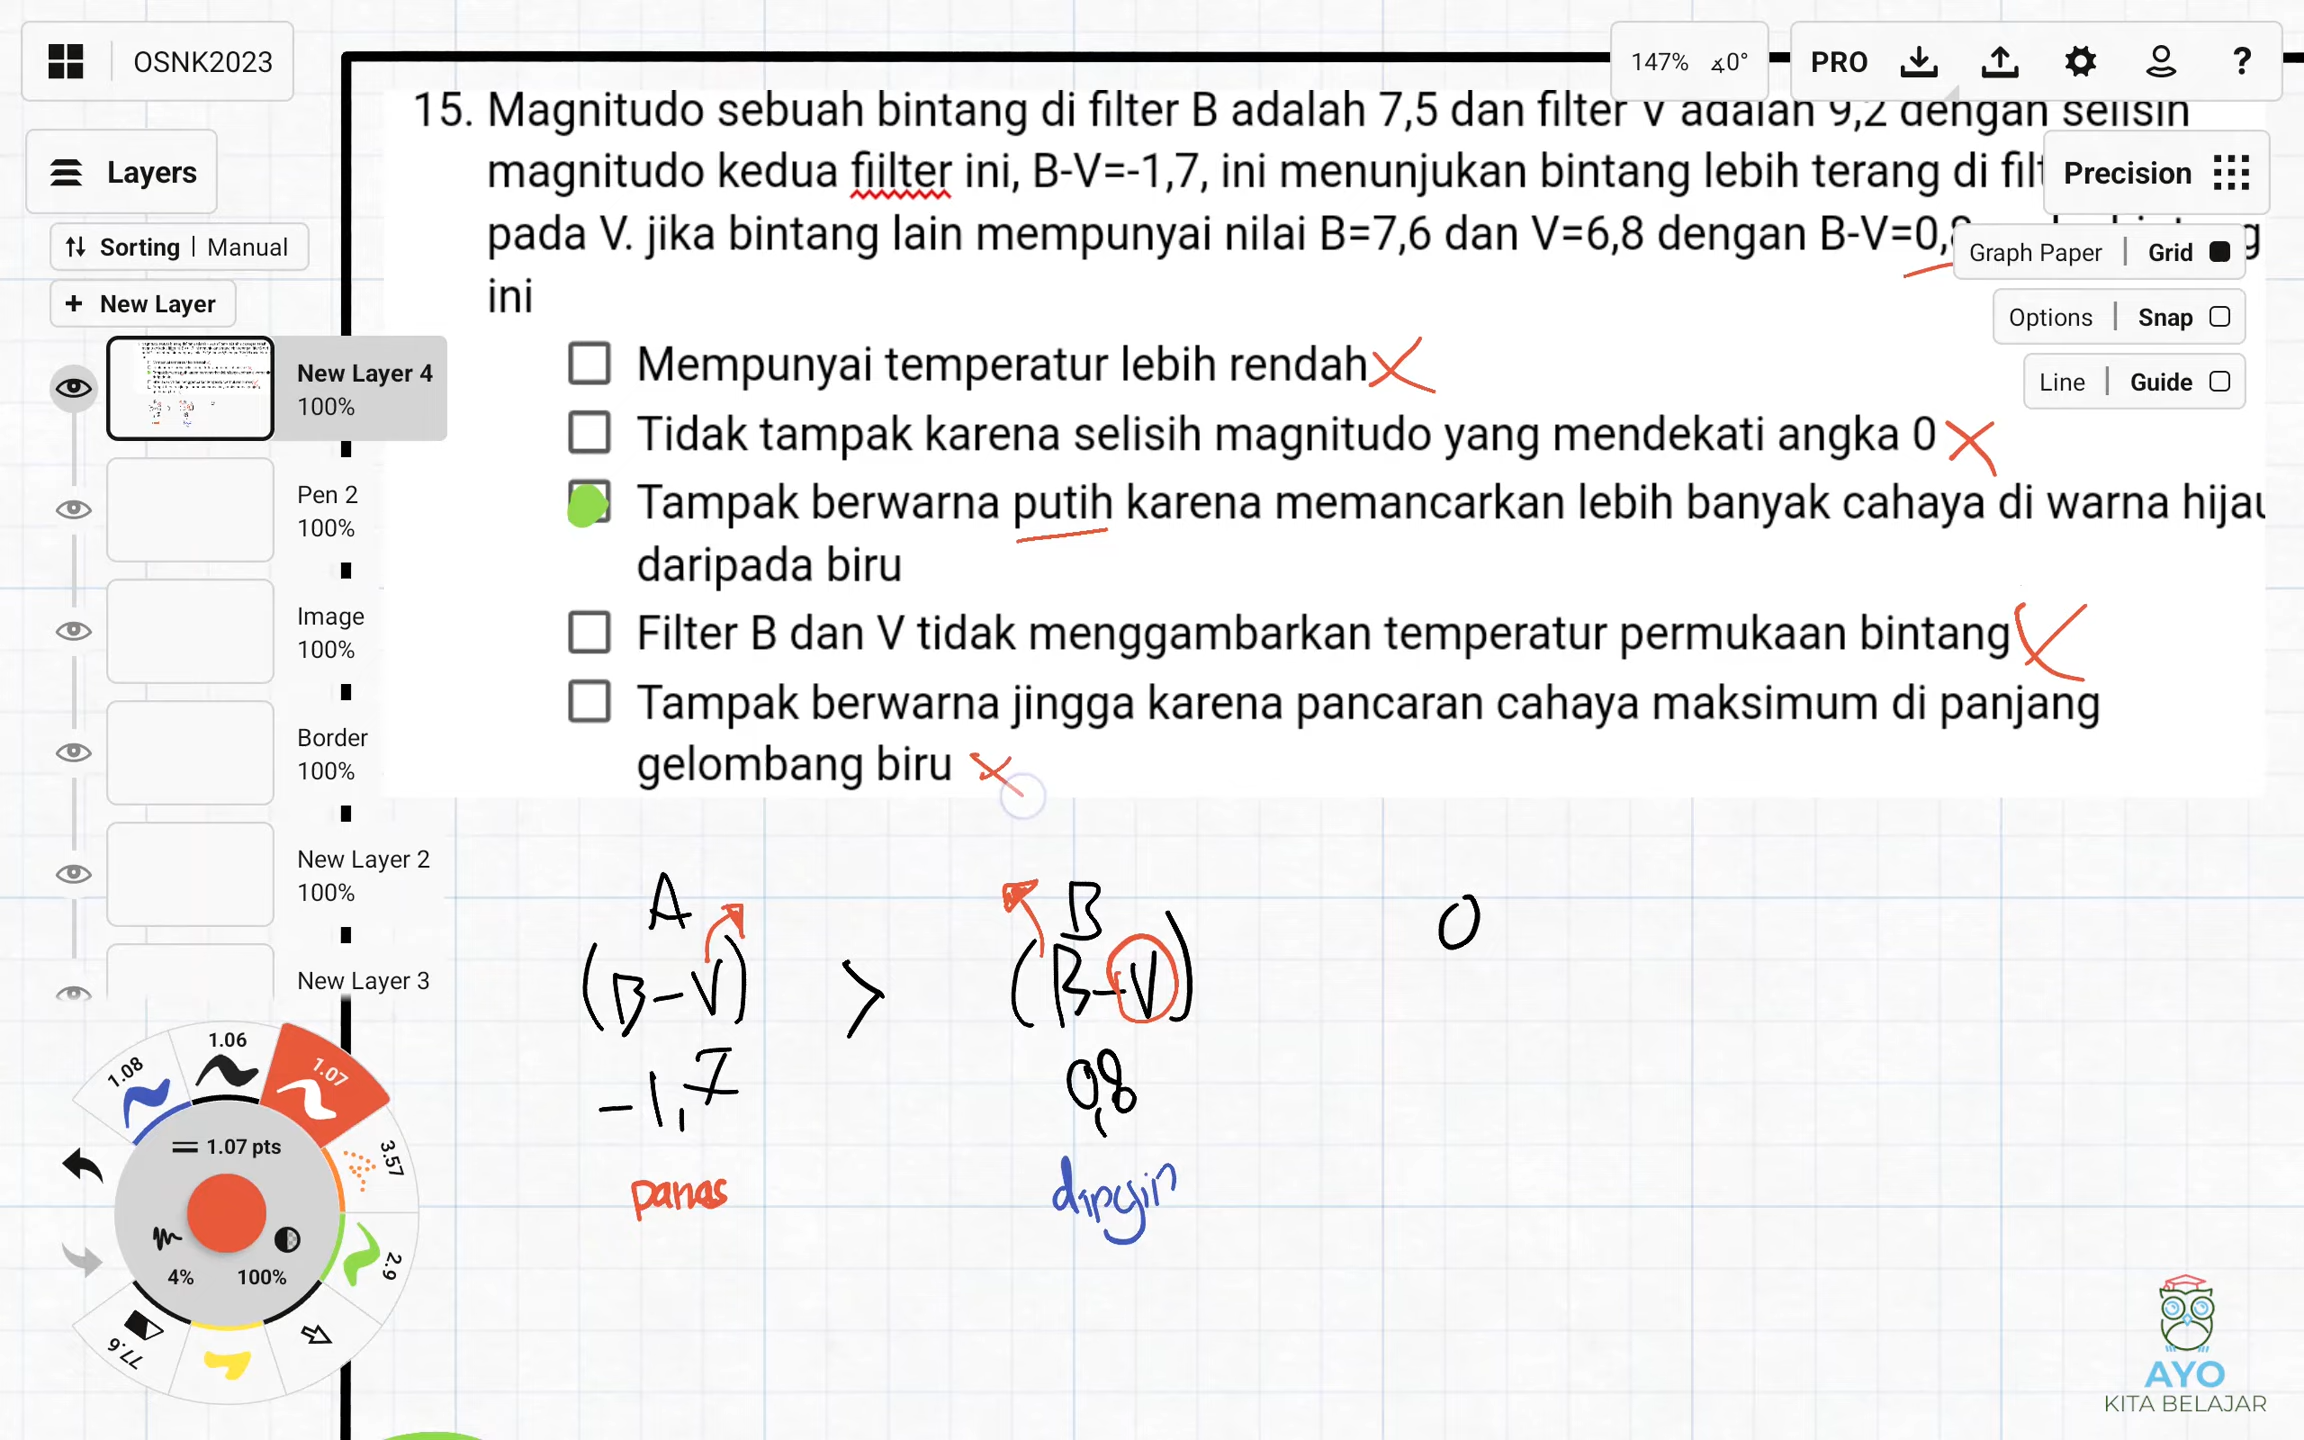 OSNK2023
147% ∡0°
PRO
?
15. Magnitudo sebuah bintang di filter B adalah 7,5 dan filter V adalah 9,2 dengan selisih
Layers
magnitudo kedua fiilter ini, B-V=-1,7, ini menunjukan bintang lebih terang di filt
Precision
pada V. jika bintang lain mempunyai nilai B=7,6 dan V=6,8 dengan B-V=0,8
Sorting | Manual
Graph Paper | Grid
ini
+ New Layer
Options | Snap
Mempunyai temperatur lebih rendah
Line | Guide
New Layer 4
100%
Tidak tampak karena selisih magnitudo yang mendekati angka 0
Pen 2
100%
Tampak berwarna putih karena memancarkan lebih banyak cahaya di warna hijau
daripada biru
Image
100%
Filter B dan V tidak menggambarkan temperatur permukaan bintang
Border
100%
Tampak berwarna jingga karena pancaran cahaya maksimum di panjang
gelombang biru
New Layer 2
100%
New Layer 3
A B 0
(B-V) > (B-V)
-1,7 0,8
panas dingin
1.08 1.06 1.07
3.57
1.07 pts
2.9
4% 100%
77.6
AYO
KITA BELAJAR